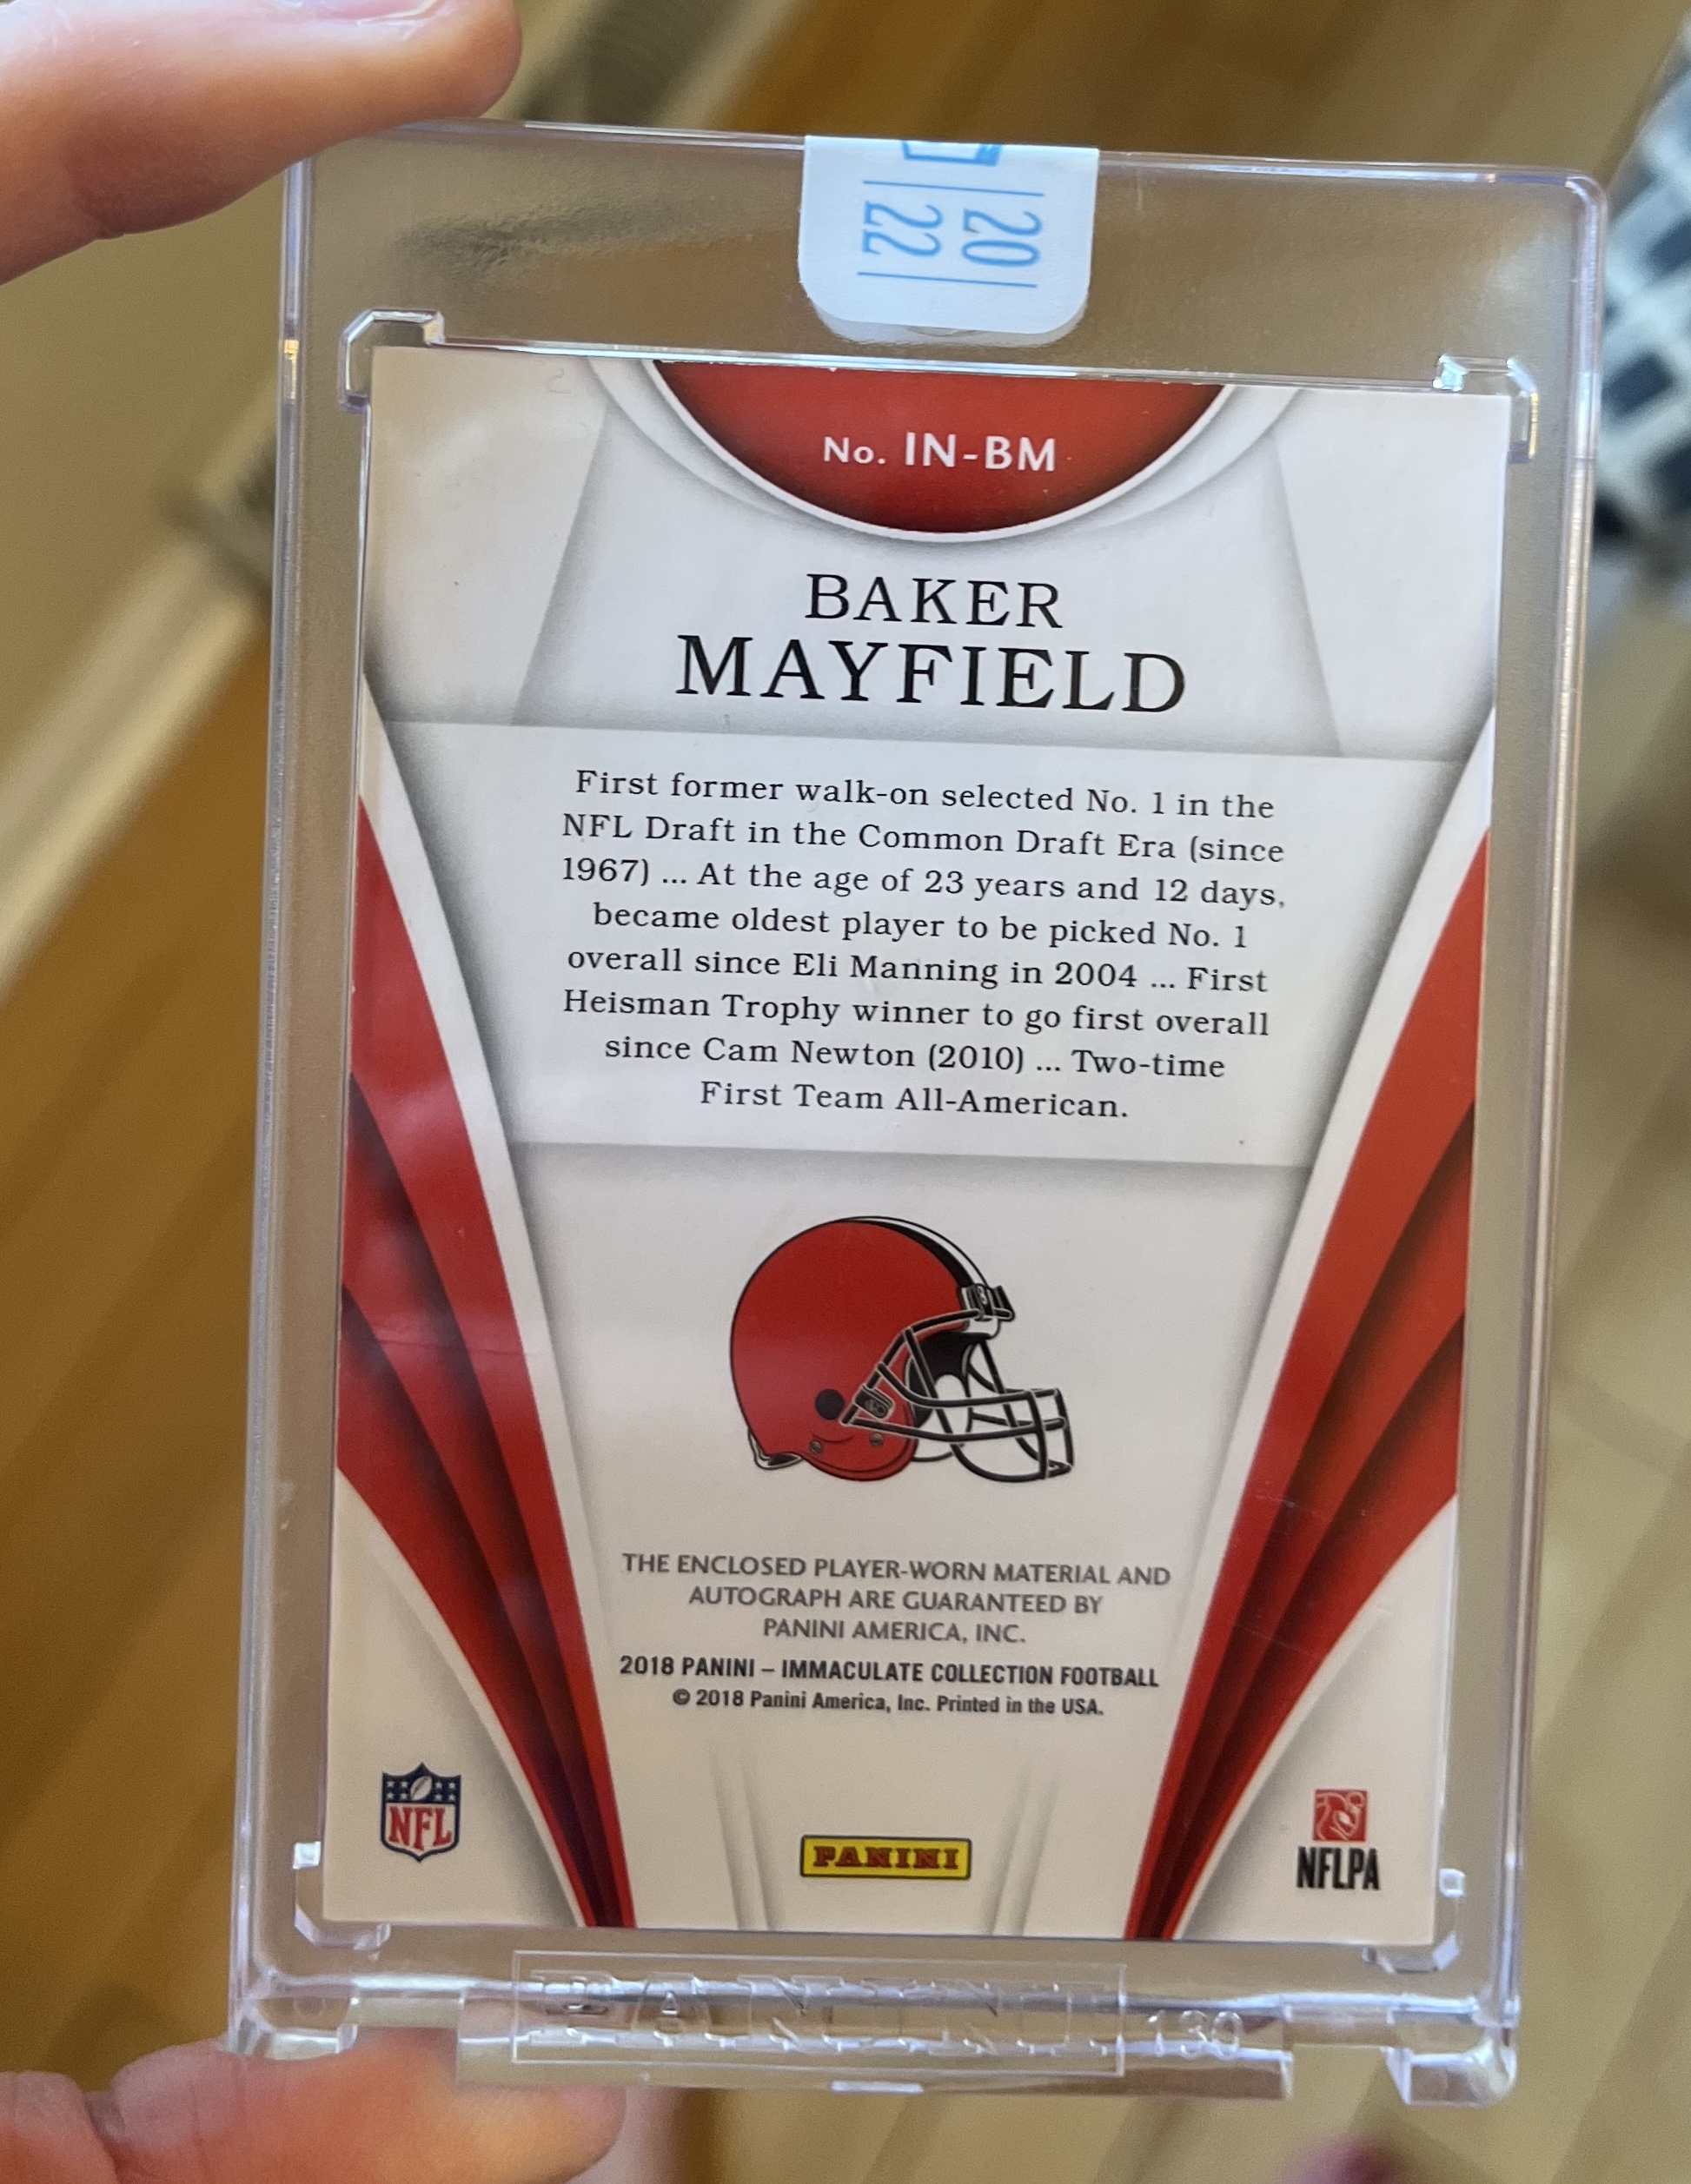 20
22
No. IN-BM
BAKER
MAYFIELD
First former walk-on selected No. 1 in the
NFL Draft in the Common Draft Era (since
1967) ... At the age of 23 years and 12 days,
became oldest player to be picked No. 1
overall since Eli Manning in 2004 ... First
Heisman Trophy winner to go first overall
since Cam Newton (2010) ... Two-time
First Team All-American.
THE ENCLOSED PLAYER-WORN MATERIAL AND
AUTOGRAPH ARE GUARANTEED BY
PANINI AMERICA, INC.
2018 PANINI – IMMACULATE COLLECTION FOOTBALL
© 2018 Panini America, Inc. Printed in the USA.
NFL
PANINI
NFLPA
PANINI 130